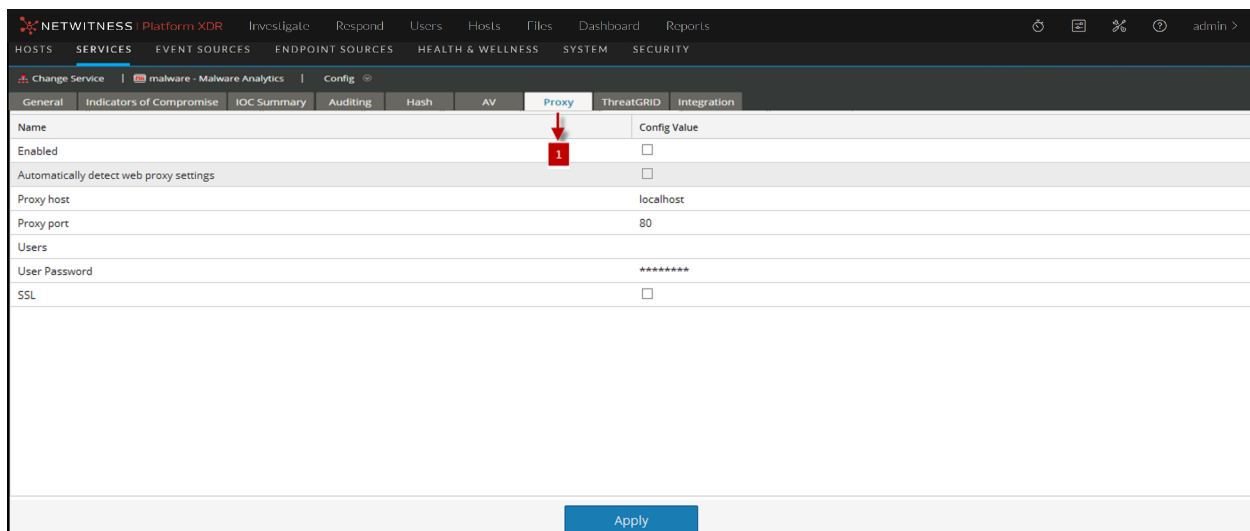 NETWITNESS Platform XDR Investigate Respond Users Hosts Files Dashboard Reports admin >
HOSTS SERVICES EVENT SOURCES ENDPOINT SOURCES HEALTH & WELLNESS SYSTEM SECURITY
Change Service | malware - Malware Analytics | Config
General Indicators of Compromise IOC Summary Auditing Hash AV Proxy ThreatGRID Integration
Name Config Value
Enabled
1
Automatically detect web proxy settings
Proxy host localhost
Proxy port 80
Users
User Password ********
SSL
Apply